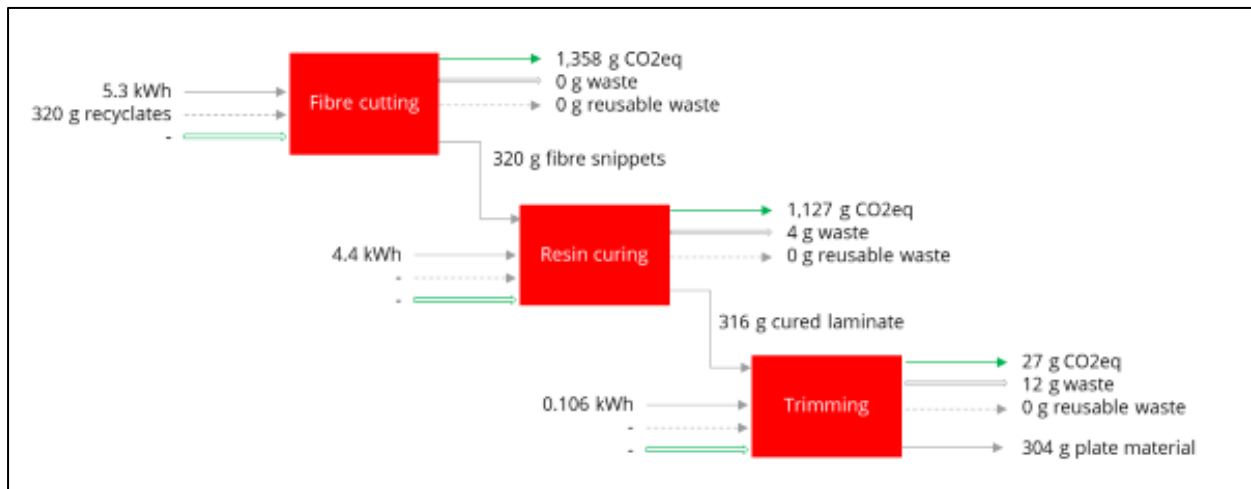 1,358 g CO2eq
0 g waste
0 g reusable waste
5.3 kWh
320 g recyclates
-
Fibre cutting
320 g fibre snippets
1,127 g CO2eq
4 g waste
0 g reusable waste
4.4 kWh
-
-
Resin curing
316 g cured laminate
27 g CO2eq
12 g waste
0 g reusable waste
304 g plate material
0.106 kWh
-
-
Trimming